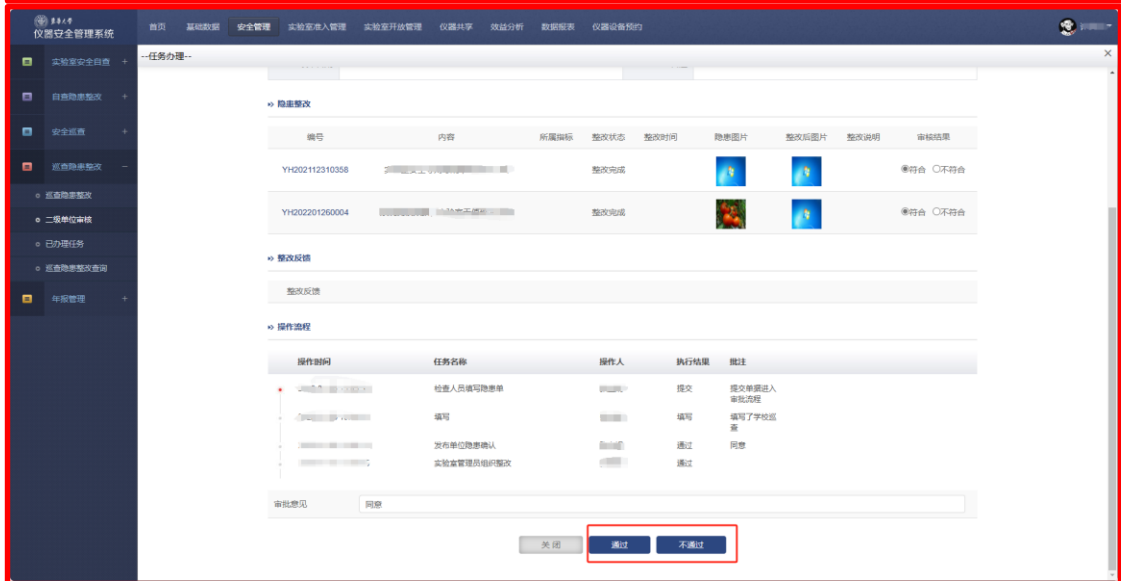 仪器安全管理系统
首页 基础数据 安全管理 实验室准入管理 实验室开放管理 仪器共享 效益分析 数据报表 仪器设备预约
实验室安全自查 +
自查隐患整改 +
安全巡查 +
巡查隐患整改 −
巡查隐患整改
二级单位审核
已办理任务
巡查隐患整改查询
年报管理 +
--任务办理-- ×
隐患整改
编号 内容 所属指标 整改状态 整改时间 隐患图片 整改后图片 整改说明 审核结果
YH202112310358 整改完成 符合 不符合
YH202201260004 整改完成 符合 不符合
整改反馈
整改反馈
操作流程
操作时间 任务名称 操作人 执行结果 批注
检查人员填写隐患单 提交 提交单据进入
审批流程
填写 填写 填写了学校巡
查
发布单位隐患确认 通过 同意
实验室管理员组织整改 通过
审批意见 同意
关闭 通过 不通过